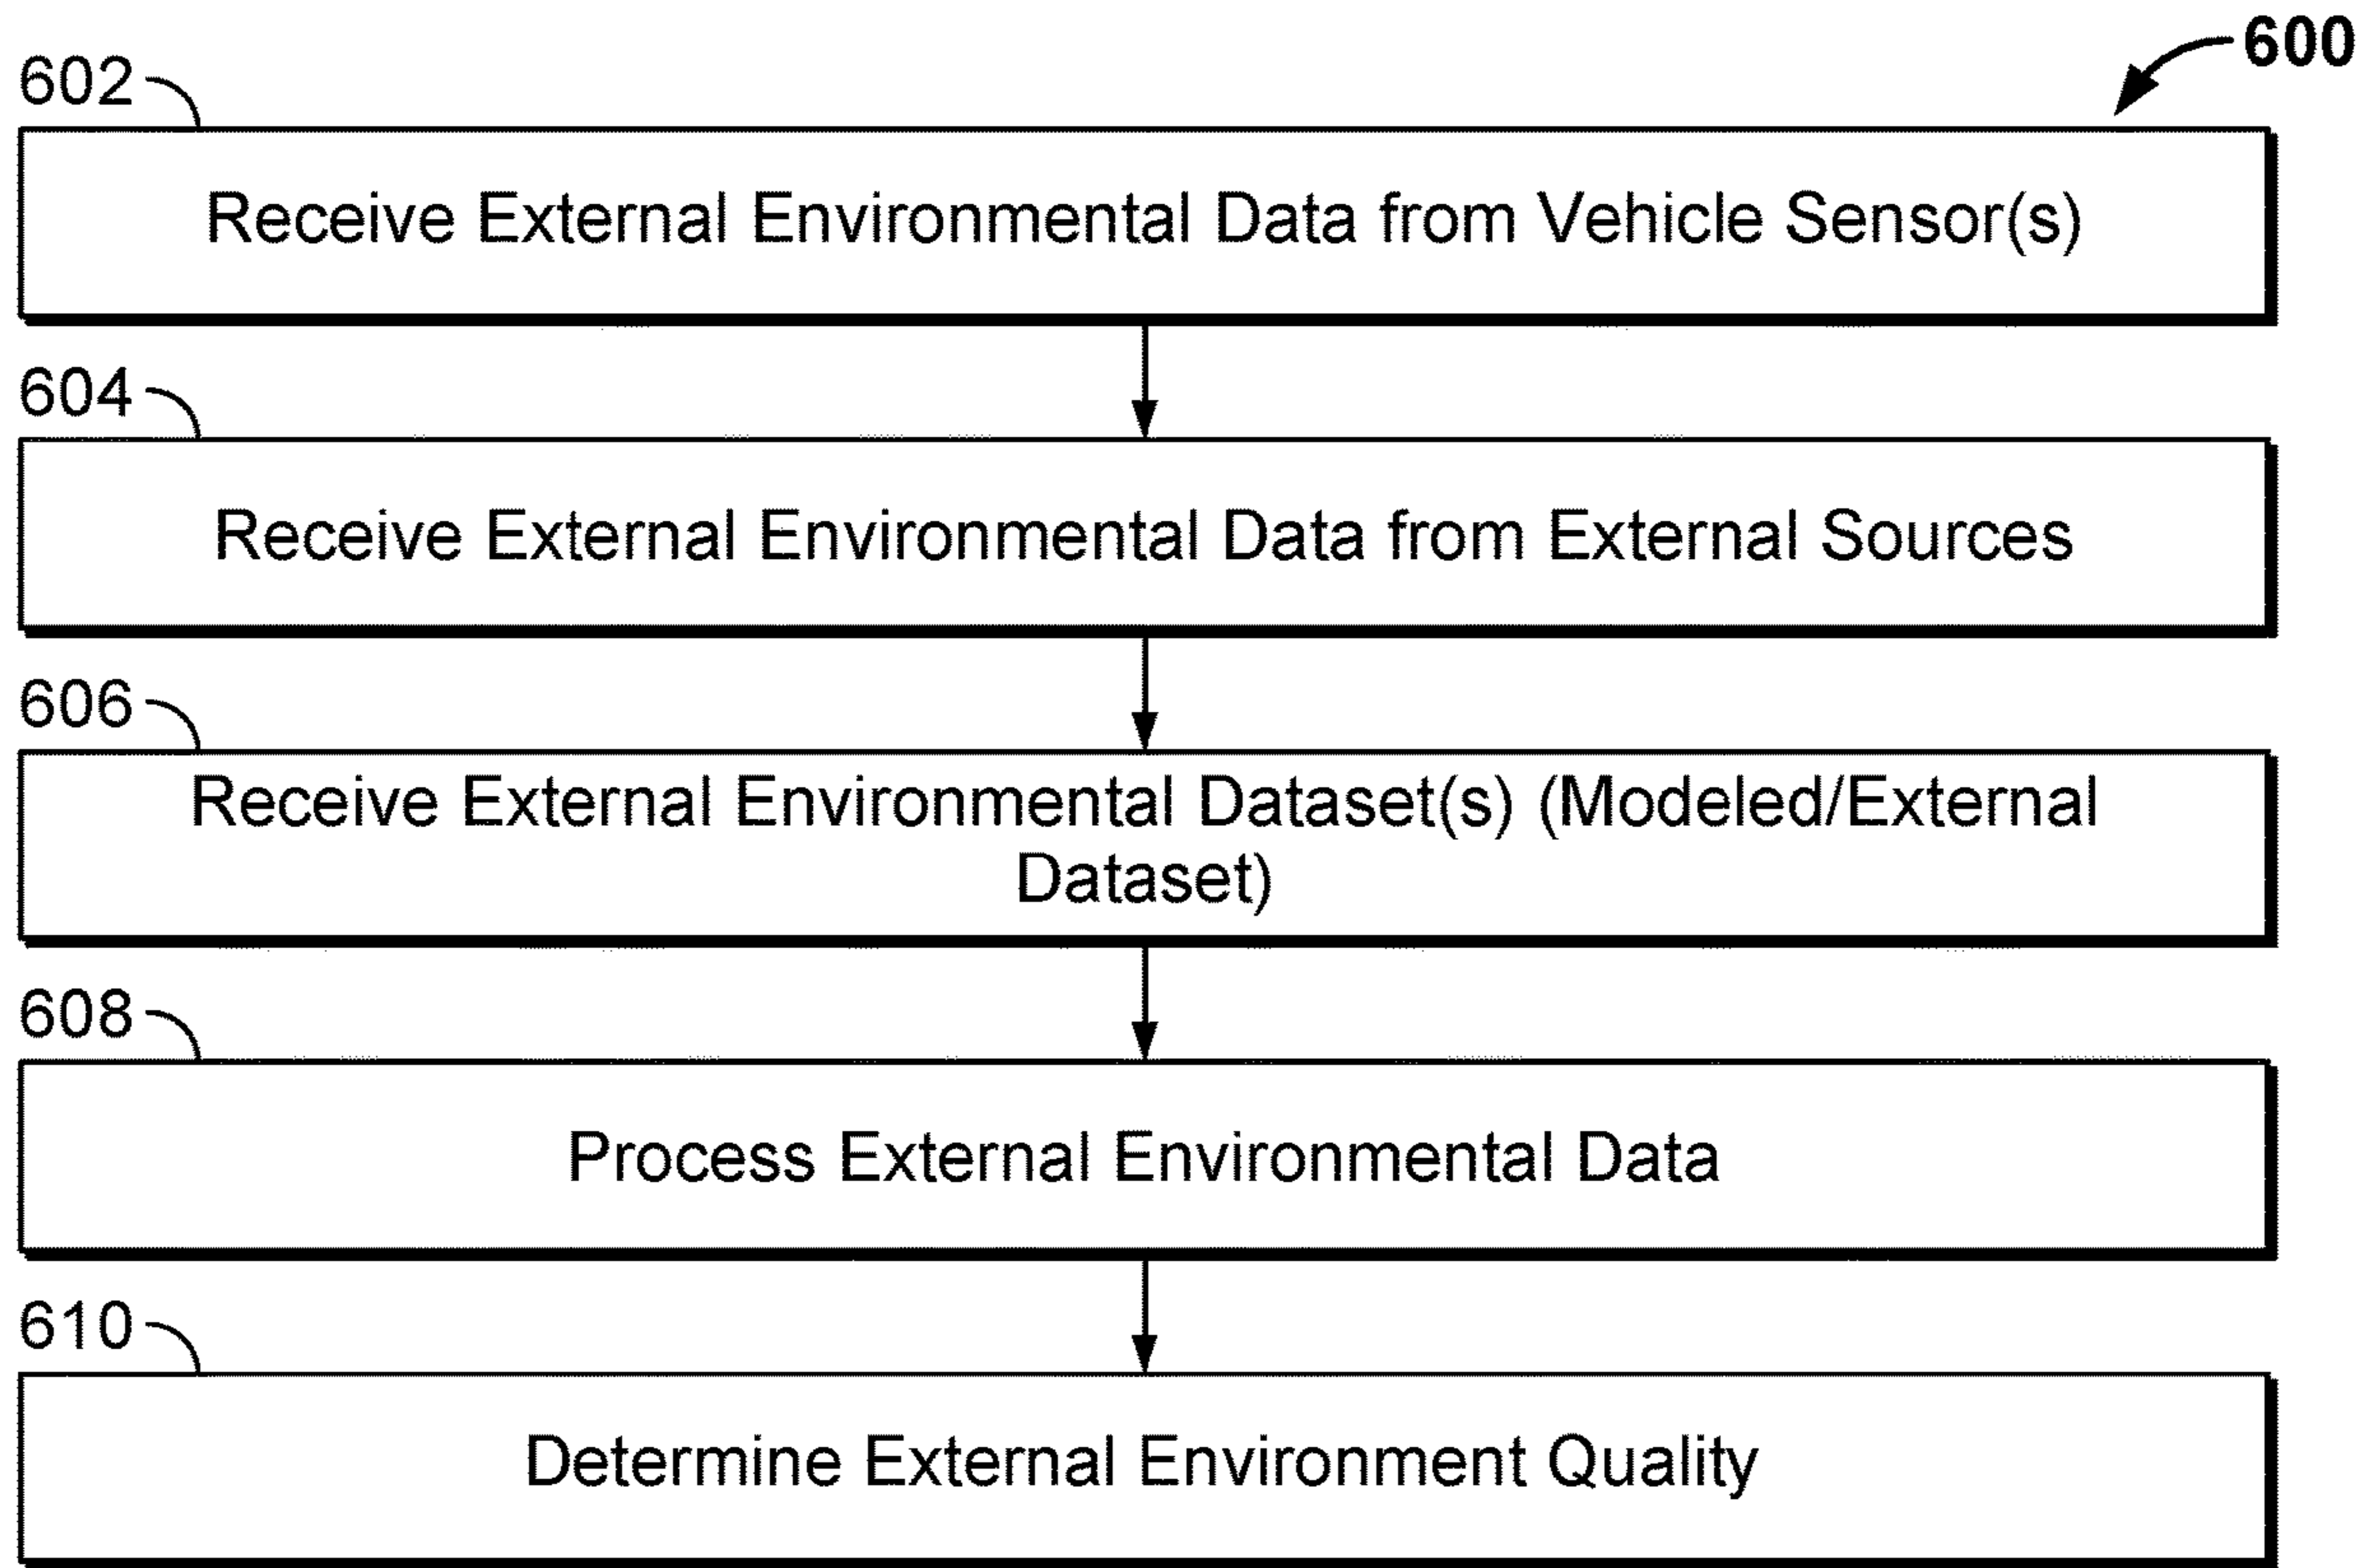 600
602
Receive External Environmental Data from Vehicle Sensor(s)
604
Receive External Environmental Data from External Sources
606
Receive External Environmental Dataset(s) (Modeled/External
Dataset)
608
Process External Environmental Data
610
Determine External Environment Quality